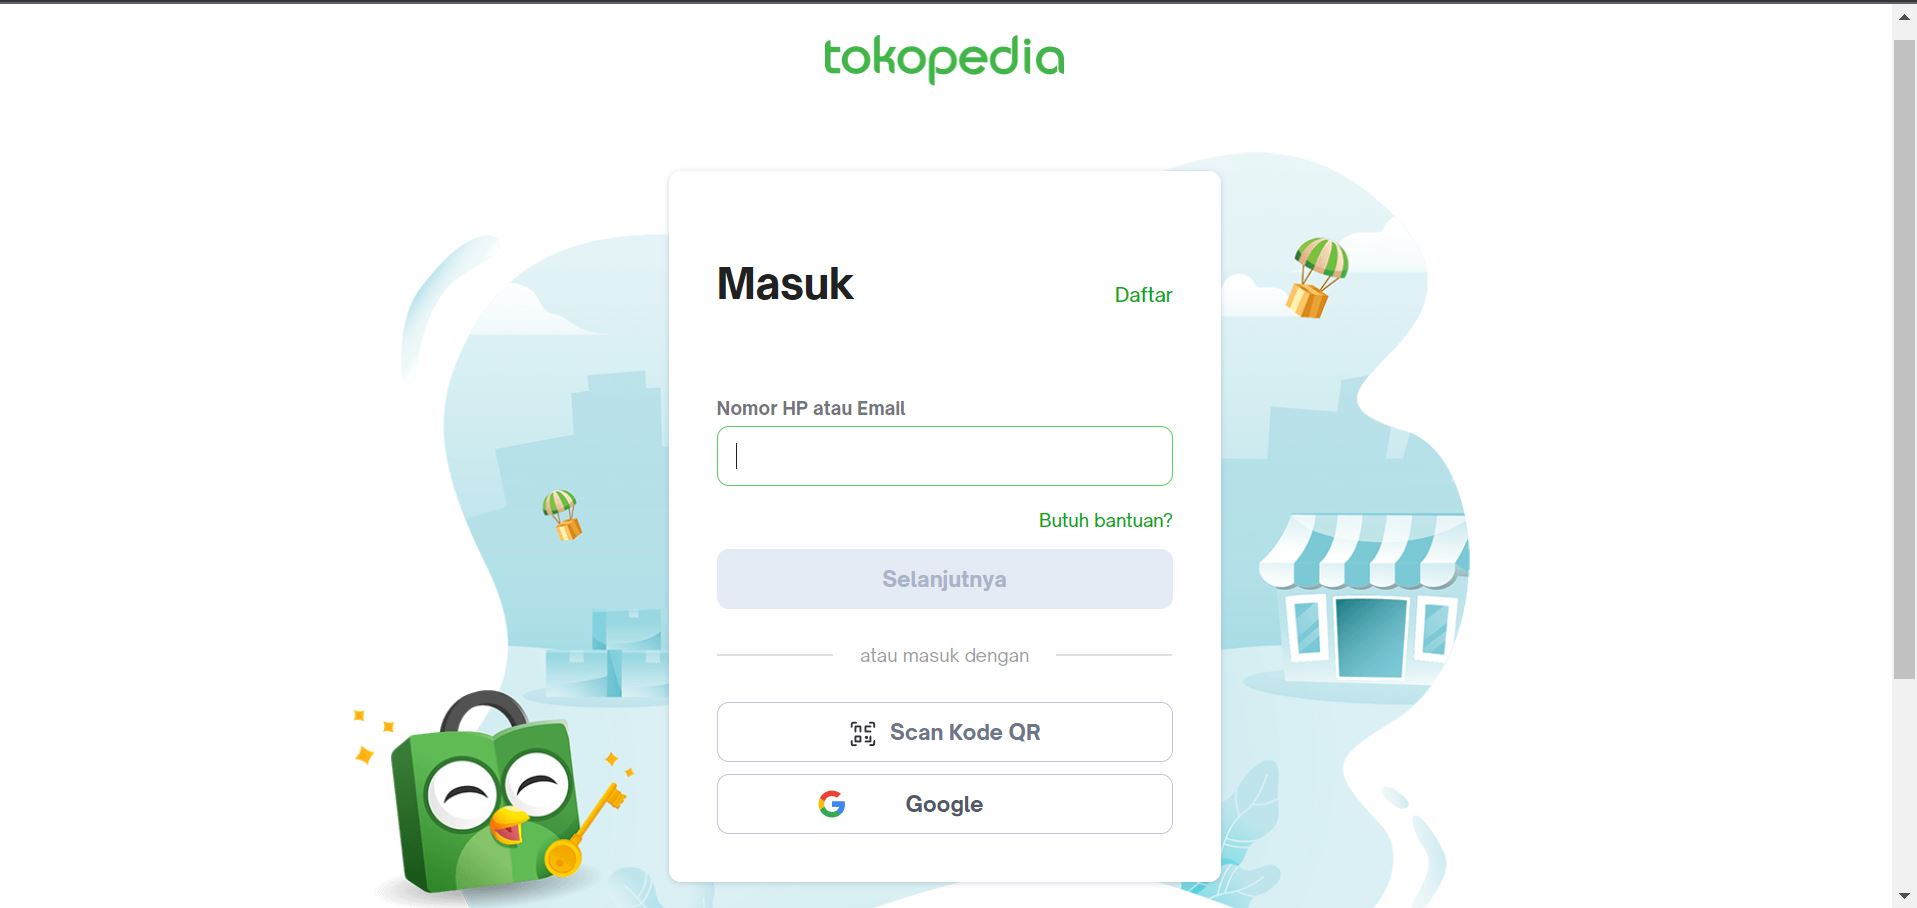 tokopedia
Masuk
Daftar
Nomor HP atau Email
Butuh bantuan?
Selanjutnya
atau masuk dengan
Scan Kode QR
Google